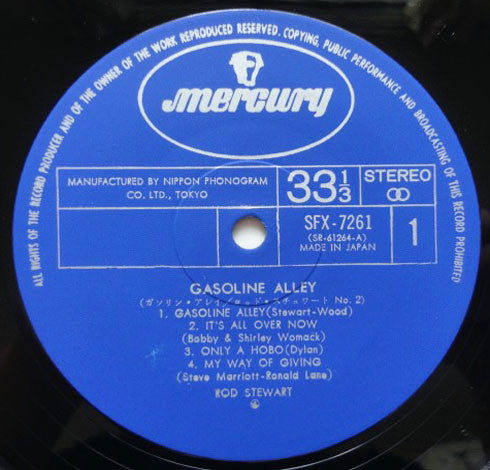 ALL RIGHTS OF THE RECORD PRODUCER AND OF THE OWNER OF THE WORK REPRODUCED RESERVED. COPYING, PUBLIC PERFORMANCE AND BROADCASTING OF THIS RECORD PROHIBITED
mercury
MANUFACTURED BY NIPPON PHONOGRAM
CO. LTD., TOKYO
33 1/3
STEREO
SFX-7261
(SR-61264-A)
MADE IN JAPAN
1
GASOLINE ALLEY
(ガソリン・アレイ/ロッド・スチュワート No. 2)
1. GASOLINE ALLEY (Stewart-Wood)
2. IT'S ALL OVER NOW
(Bobby & Shirley Womack)
3. ONLY A HOBO (Dylan)
4. MY WAY OF GIVING
(Steve Marriott-Ronald Lane)
ROD STEWART